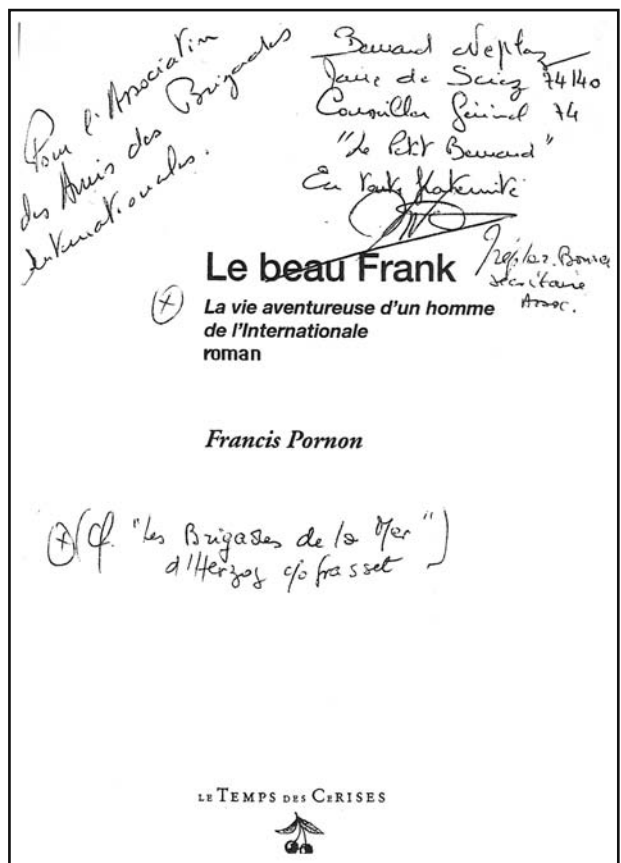 Pour l'Association
des Amis des Brigades
Internationales.
Bernard Neplaz
Maire de Sciez 74140
Conseiller Général 74
"Le Petit Bernard"
En toute fraternité
Secrétaire
Assoc.
Le beau Frank
(+)
La vie aventureuse d'un homme
de l'Internationale
roman
Francis Pornon
(+) (Cf. "Les Brigades de la Mer"
d'Herzog c/o Grasset)
LE TEMPS DES CERISES